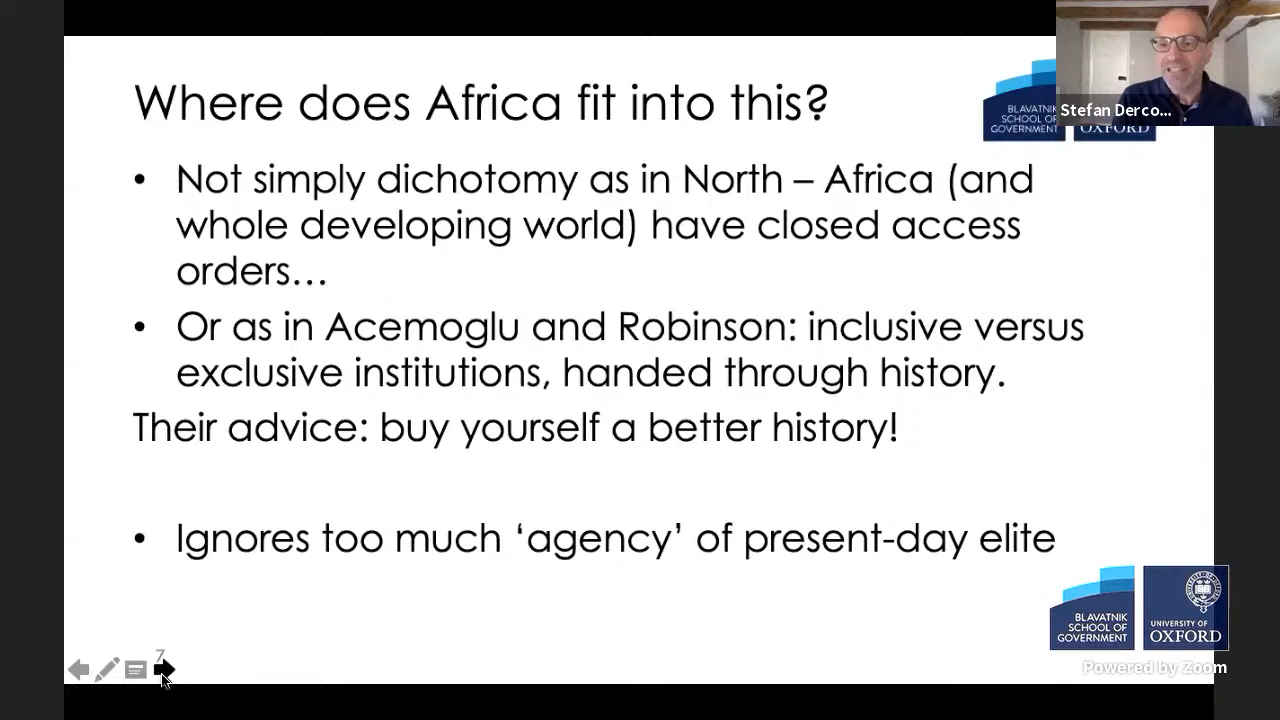 Where does Africa fit into this?
BLAVATNIK
SCHOOL OF
GOVERNMENT
OXFORD
Stefan Derco...
• Not simply dichotomy as in North – Africa (and
whole developing world) have closed access
orders…
• Or as in Acemoglu and Robinson: inclusive versus
exclusive institutions, handed through history.
Their advice: buy yourself a better history!
• Ignores too much ‘agency’ of present-day elite
BLAVATNIK
SCHOOL OF
GOVERNMENT
UNIVERSITY OF
OXFORD
7
Powered by Zoom